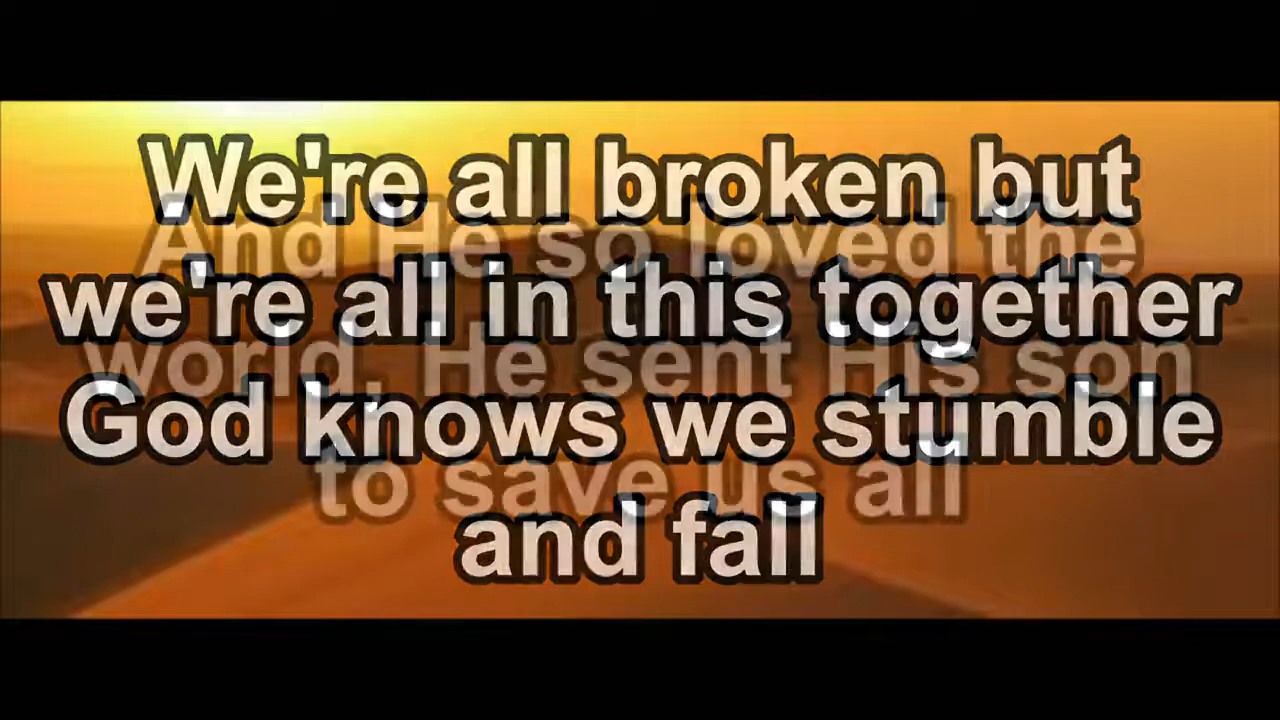 We're all broken but
we're all in this together
God knows we stumble
and fall
And He so loved the
world, He sent His son
to save us all